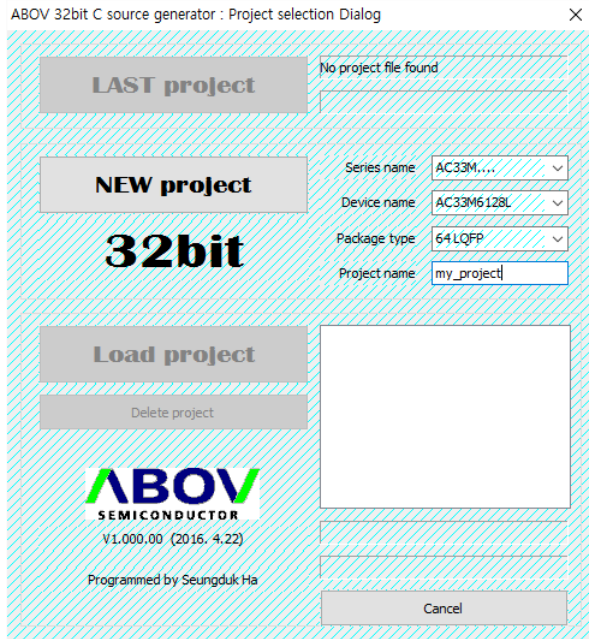 ABOV 32bit C source generator : Project selection Dialog
LAST project
No project file found
NEW project
32bit
Series name AC33M....
Device name AC33M6128L
Package type 64 LQFP
Project name my_project
Load project
Delete project
ABOV
SEMICONDUCTOR
V1.000.00 (2016. 4.22)
Programmed by Seungduk Ha
Cancel